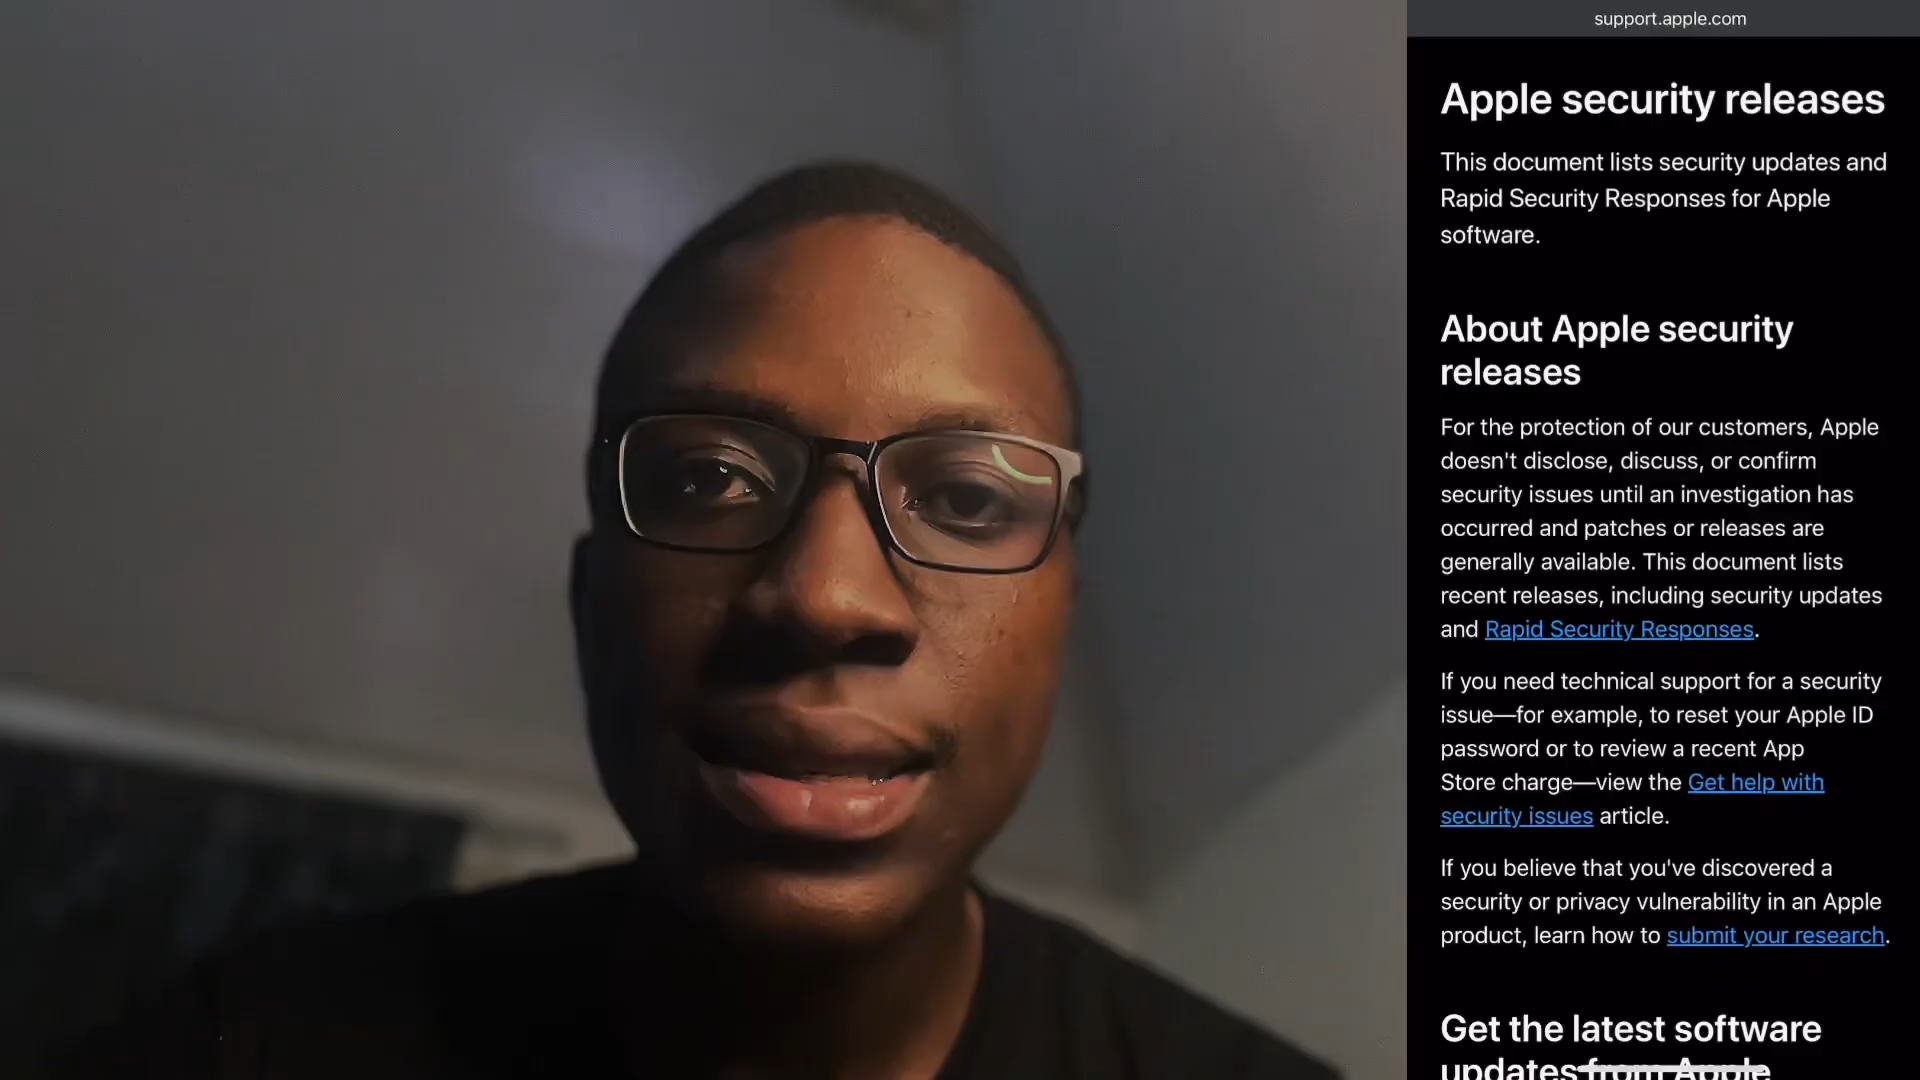 support.apple.com
Apple security releases
This document lists security updates and
Rapid Security Responses for Apple
software.
About Apple security
releases
For the protection of our customers, Apple
doesn't disclose, discuss, or confirm
security issues until an investigation has
occurred and patches or releases are
generally available. This document lists
recent releases, including security updates
and Rapid Security Responses.
If you need technical support for a security
issue—for example, to reset your Apple ID
password or to review a recent App
Store charge—view the Get help with
security issues article.
If you believe that you've discovered a
security or privacy vulnerability in an Apple
product, learn how to submit your research.
Get the latest software
updates from Apple